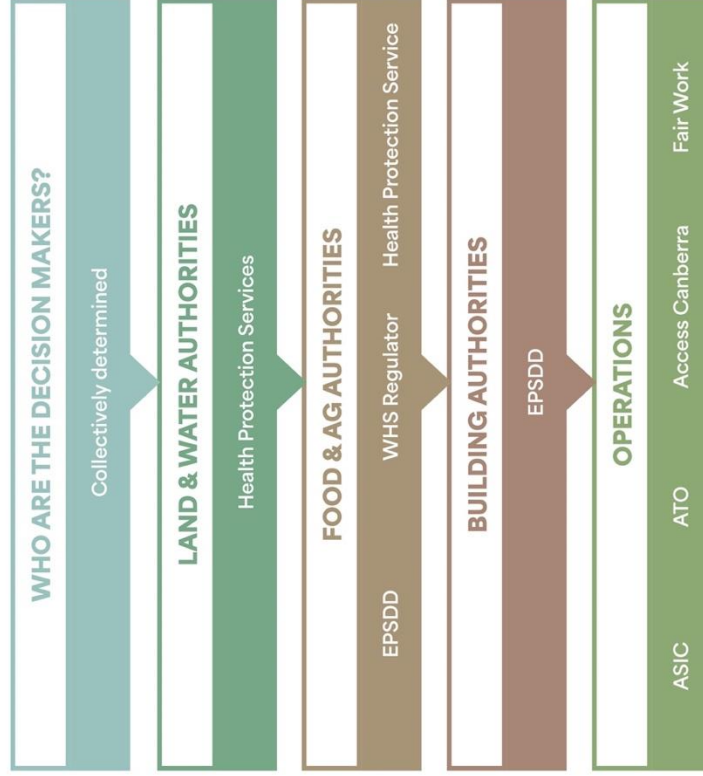 WHO ARE THE DECISION MAKERS?
Collectively determined
LAND & WATER AUTHORITIES
Health Protection Services
FOOD & AG AUTHORITIES
EPSDD WHS Regulator Health Protection Service
BUILDING AUTHORITIES
EPSDD
OPERATIONS
ASIC ATO Access Canberra Fair Work